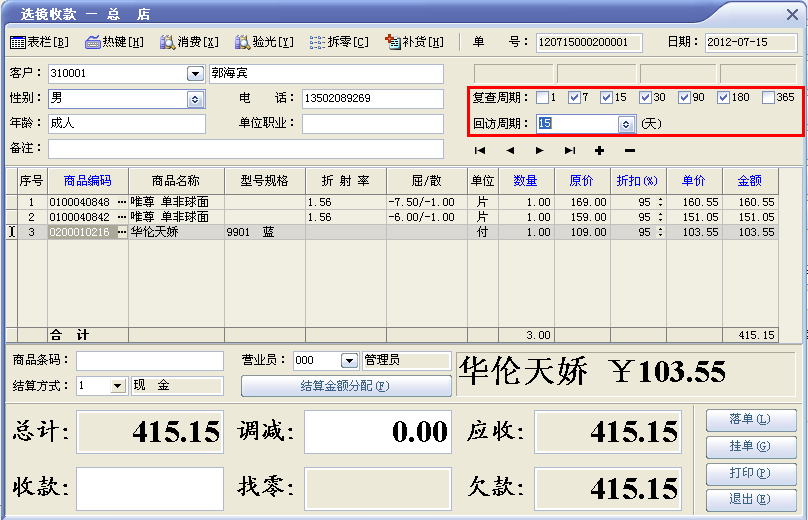 选镜收款 — 总 店
表栏[B] 热键[H] 消费[X] 验光[Y] 拆零[C] 补货[H] 单 号: 120715000200001 日期: 2012-07-15
客户: 310001 郭海宾
性别: 男 电 话: 13502089269 复查周期: 1 7 15 30 90 180 365
年龄: 成人 单位职业: 回访周期: 15 (天)
备注:
序号 商品编码 商品名称 型号规格 折 射 率 屈/散 单位 数量 原价 折扣(%) 单价 金额
1 0100040848 唯尊 单非球面 1.56 -7.50/-1.00 片 1.00 169.00 95 160.55 160.55
2 0100040842 唯尊 单非球面 1.56 -6.00/-1.00 片 1.00 159.00 95 151.05 151.05
3 0200010216 华伦天娇 9901 蓝 付 1.00 109.00 95 103.55 103.55
合 计 3.00 415.15
商品条码: 营业员: 000 管理员 华伦天娇 ￥103.55
结算方式: 1 现 金 结算金额分配(F)
总计: 415.15 调减: 0.00 应收: 415.15 落单(L)
挂单(G)
收款: 找零: 欠款: 415.15 打印(P)
退出(E)